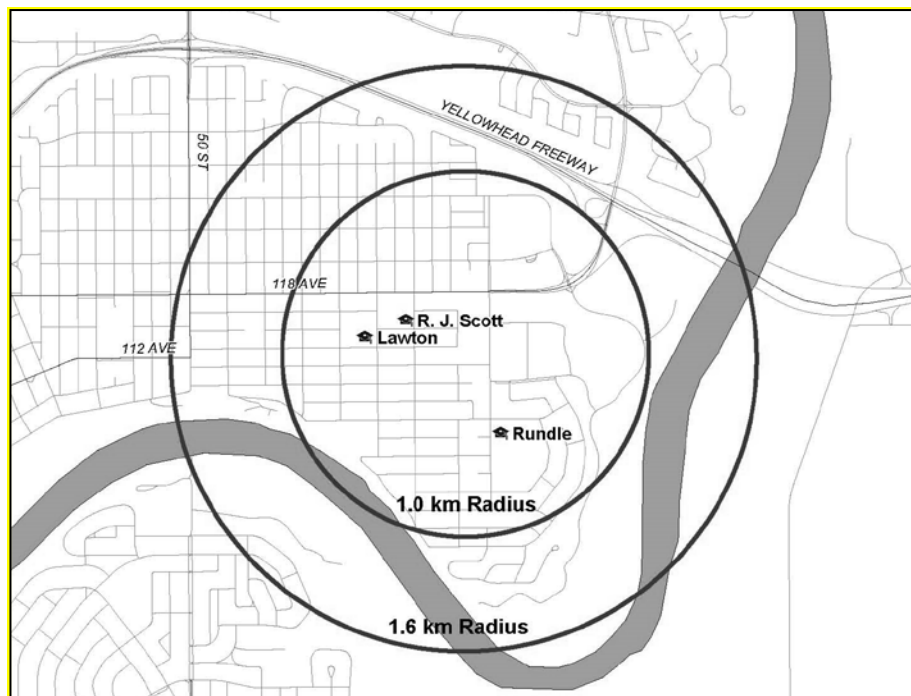 YELLOWHEAD FREEWAY
50 ST
118 AVE
R. J. Scott
Lawton
112 AVE
Rundle
1.0 km Radius
1.6 km Radius